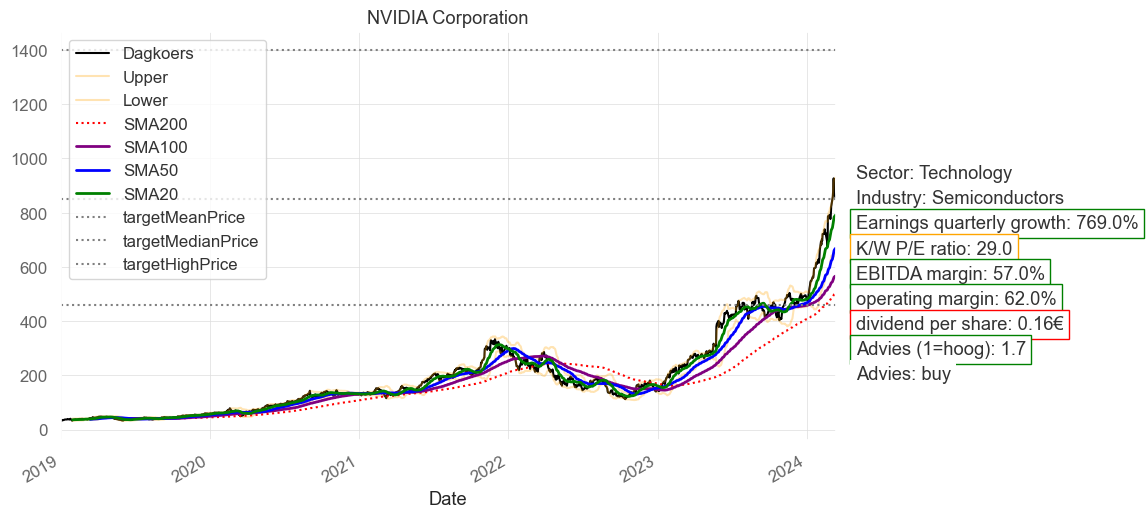 NVIDIA Corporation
1400
1200
1000
800
600
400
200
0
Dagkoers
Upper
Lower
SMA200
SMA100
SMA50
SMA20
targetMeanPrice
targetMedianPrice
targetHighPrice
2019
2020
2021
2022
2023
2024
Date
Sector: Technology
Industry: Semiconductors
Earnings quarterly growth: 769.0%
K/W P/E ratio: 29.0
EBITDA margin: 57.0%
operating margin: 62.0%
dividend per share: 0.16€
Advies (1=hoog): 1.7
Advies: buy